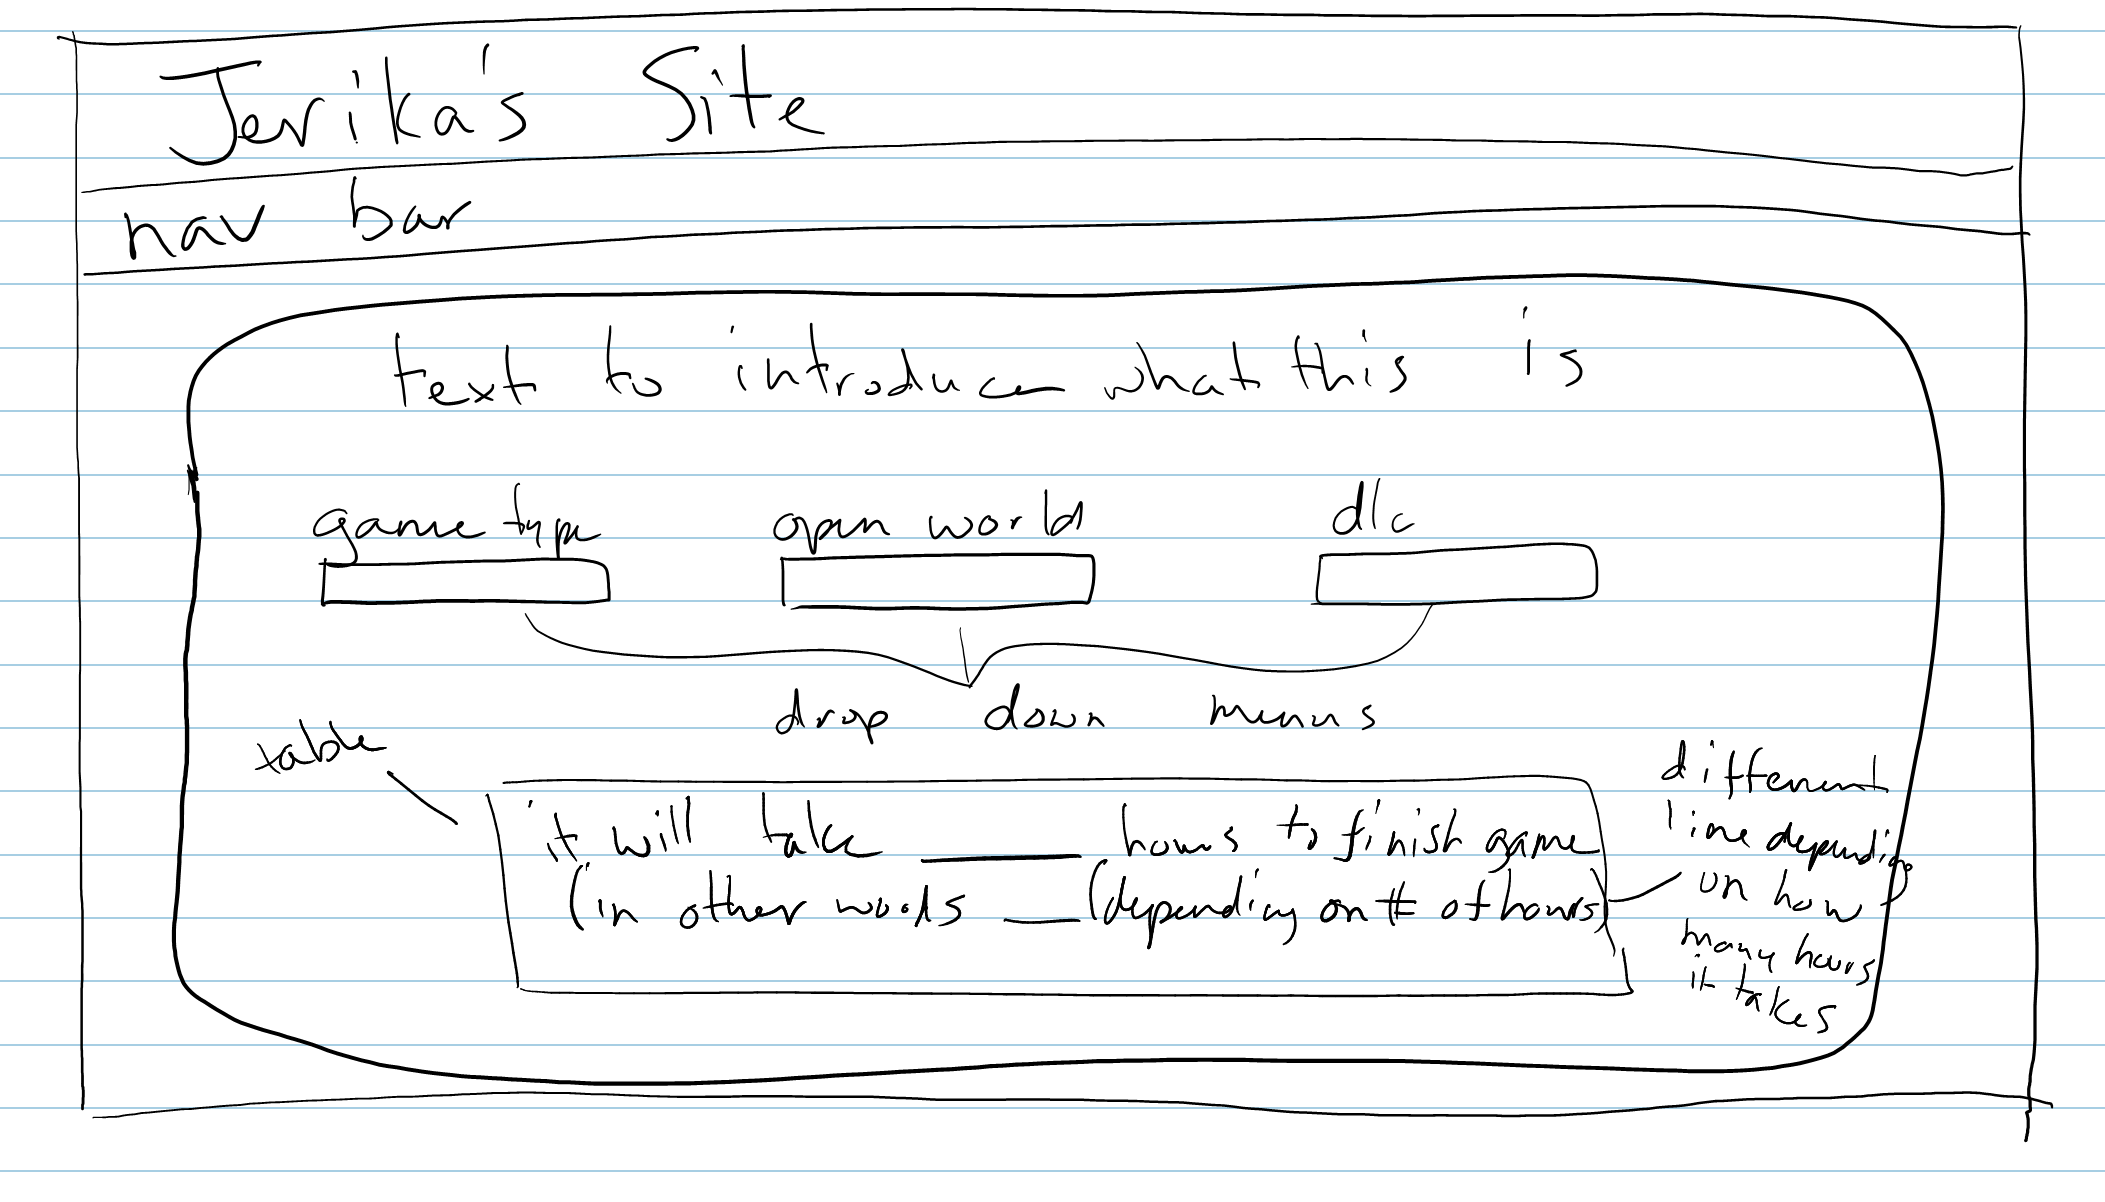 Jerika's Site
nav bar
text to introduce what this is
game type
open world
dlc
drop down menus
table
it will take ____ hours to finish game
(in other words __ (depending on # of hours)
different
line depending
on how
many hours
it takes